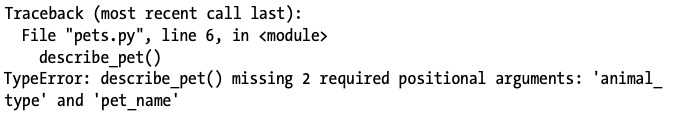 Traceback (most recent call last):
  File "pets.py", line 6, in <module>
    describe_pet()
TypeError: describe_pet() missing 2 required positional arguments: 'animal_
type' and 'pet_name'